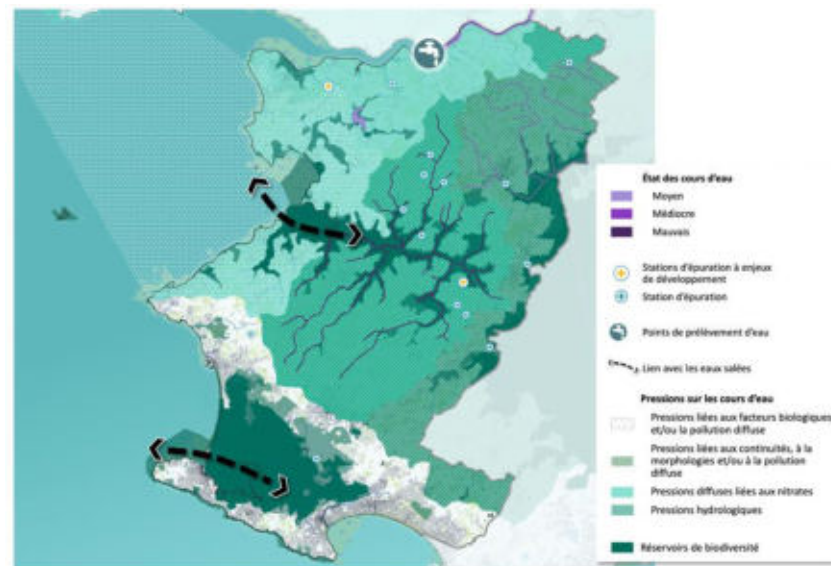 État des cours d'eau
Moyen
Médiocre
Mauvais
Stations d'épuration à enjeux
de développement
Station d'épuration
Points de prélèvement d'eau
Lien avec les eaux salées
Pressions sur les cours d'eau
Pressions liées aux facteurs biologiques
et/ou la pollution diffuse
Pressions liées aux continuités, à la
morphologies et/ou à la pollution
diffuse
Pressions diffuses liées aux nitrates
Pressions hydrologiques
Réservoirs de biodiversité